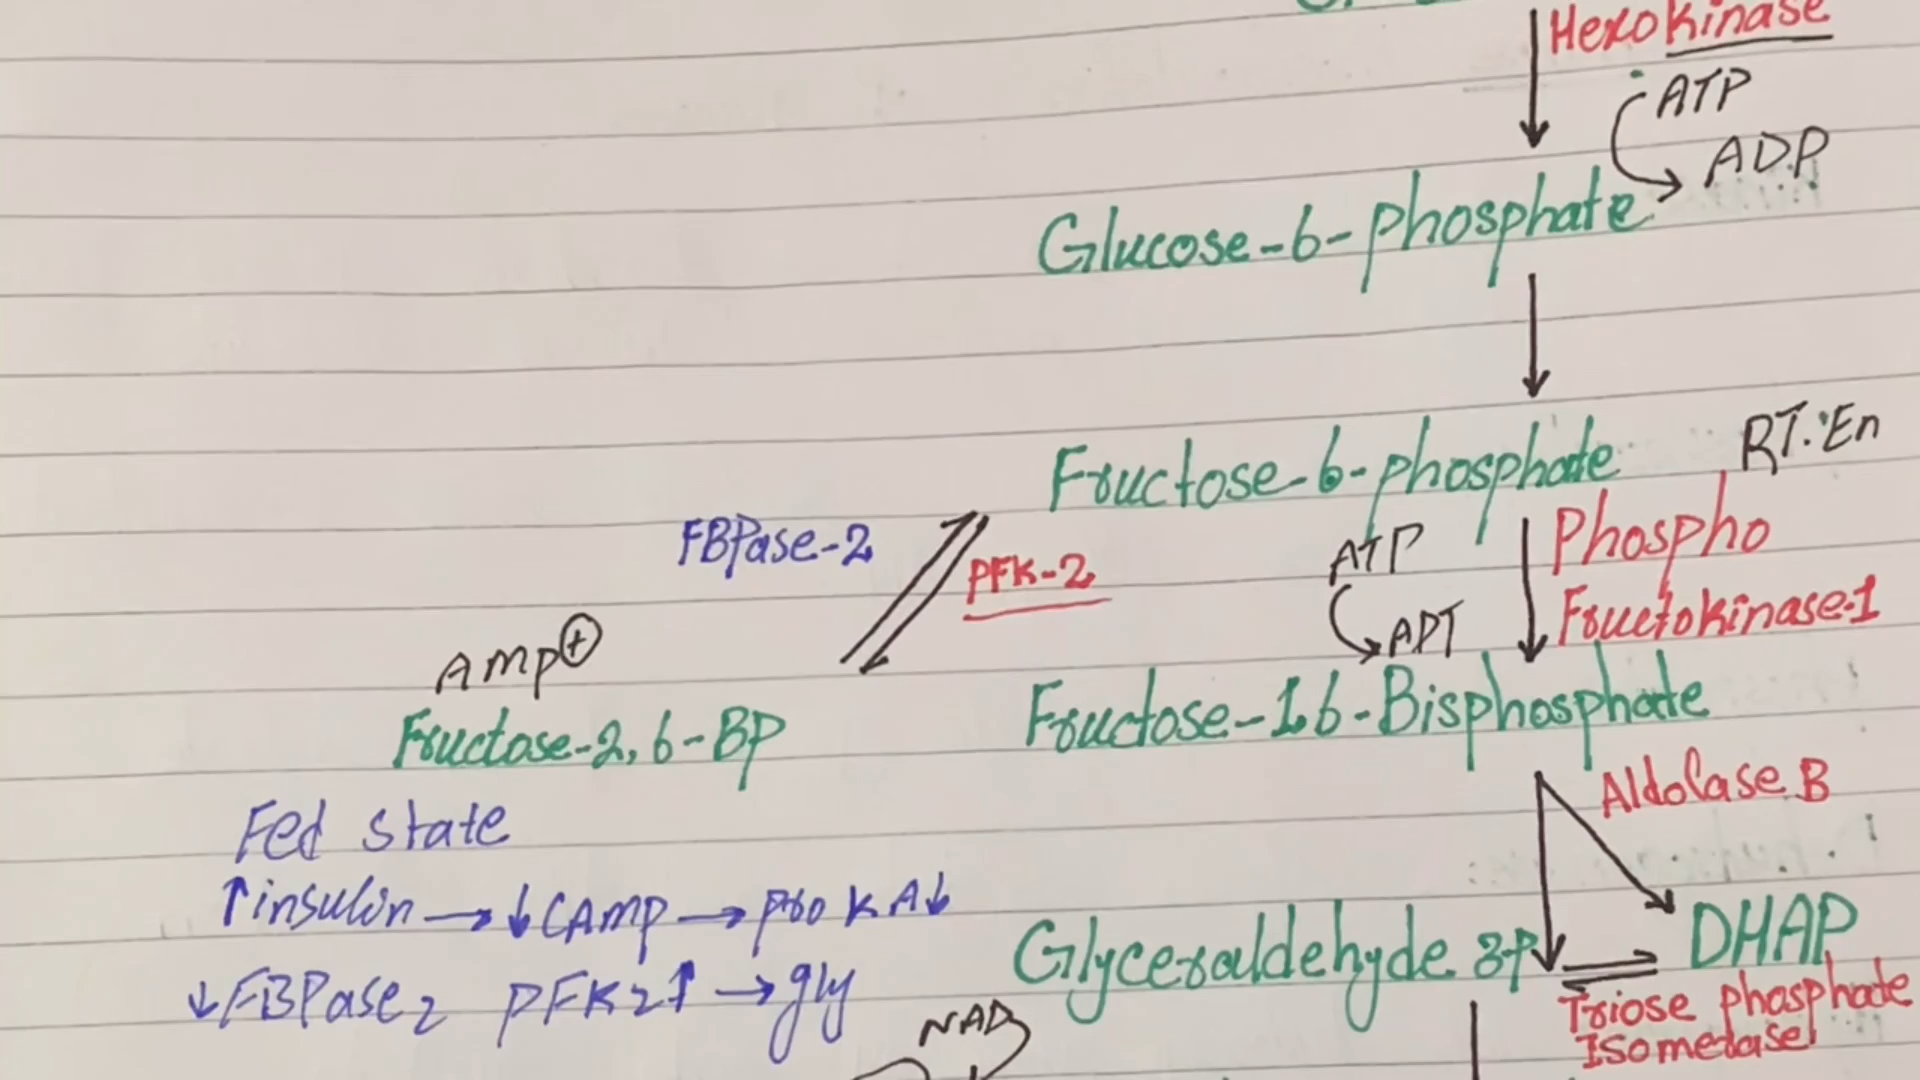 Hexokinase
ATP
ADP
Glucose-6-phosphate
RT.En
Fructose-6-phosphate
Phospho
Fructokinase-1
ATP
APT
FBPase-2
PFK-2
Amp+
Fructose-2,6-BP
Fructose-1,6-Bisphosphate
Aldolase B
Fed state
↑insulin → ↓CAmp → pro KA↓
↓FBPase2 PFK2↑ → gly
Glyceraldehyde 3P
DHAP
Triose phosphate
Isomerase
NAD